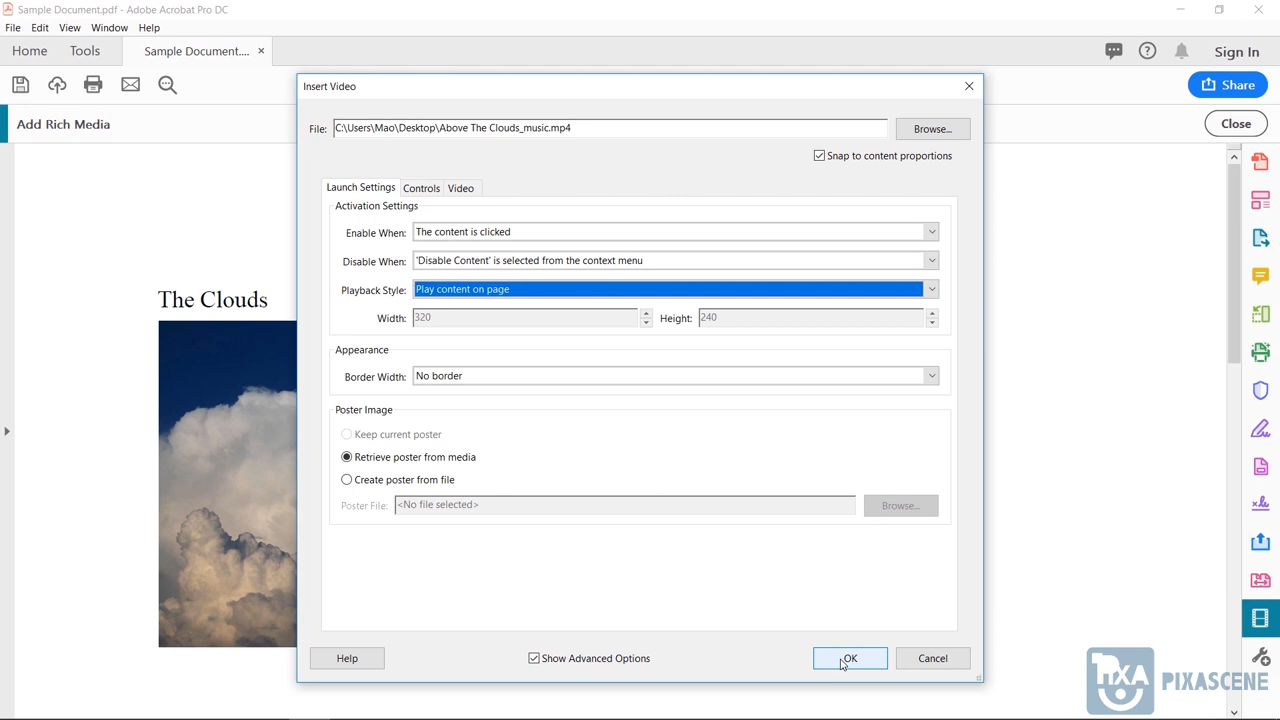 Sample Document.pdf - Adobe Acrobat Pro DC
File Edit View Window Help
Home Tools Sample Document.... ×
Sign In
Share
Add Rich Media
Close
Insert Video
File: C:\Users\Mao\Desktop\Above The Clouds_music.mp4 Browse...
Snap to content proportions
Launch Settings Controls Video
Activation Settings
Enable When: The content is clicked
Disable When: 'Disable Content' is selected from the context menu
Playback Style: Play content on page
Width: 320 Height: 240
Appearance
Border Width: No border
Poster Image
Keep current poster
Retrieve poster from media
Create poster from file
Poster File: <No file selected> Browse...
Help Show Advanced Options OK Cancel
The Clouds
PIXA PIXASCENE